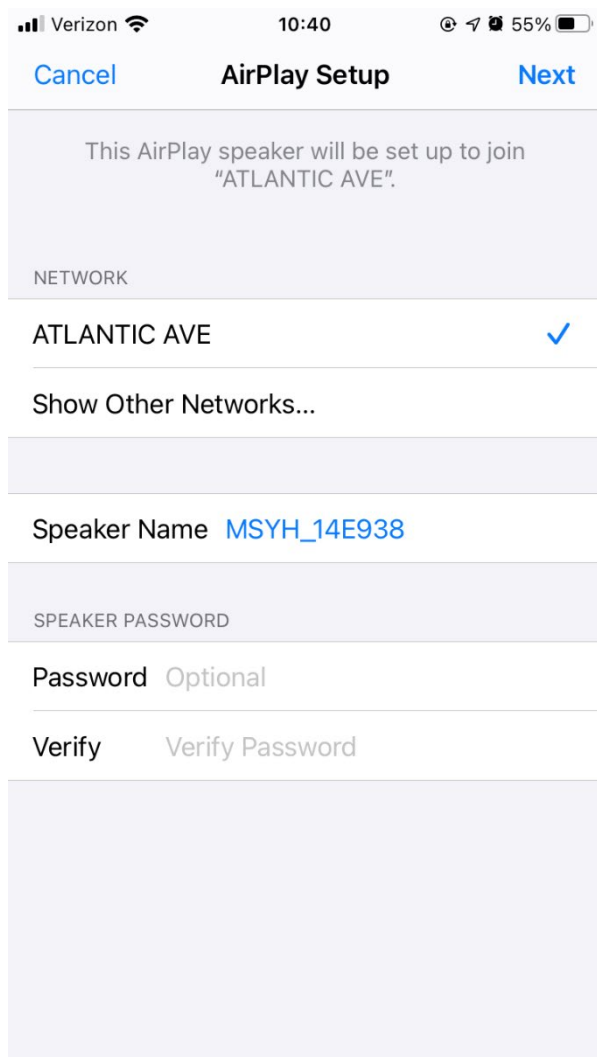 Verizon 10:40 55%
Cancel AirPlay Setup Next
This AirPlay speaker will be set up to join
“ATLANTIC AVE”.
NETWORK
ATLANTIC AVE
Show Other Networks...
Speaker Name MSYH_14E938
SPEAKER PASSWORD
Password Optional
Verify Verify Password